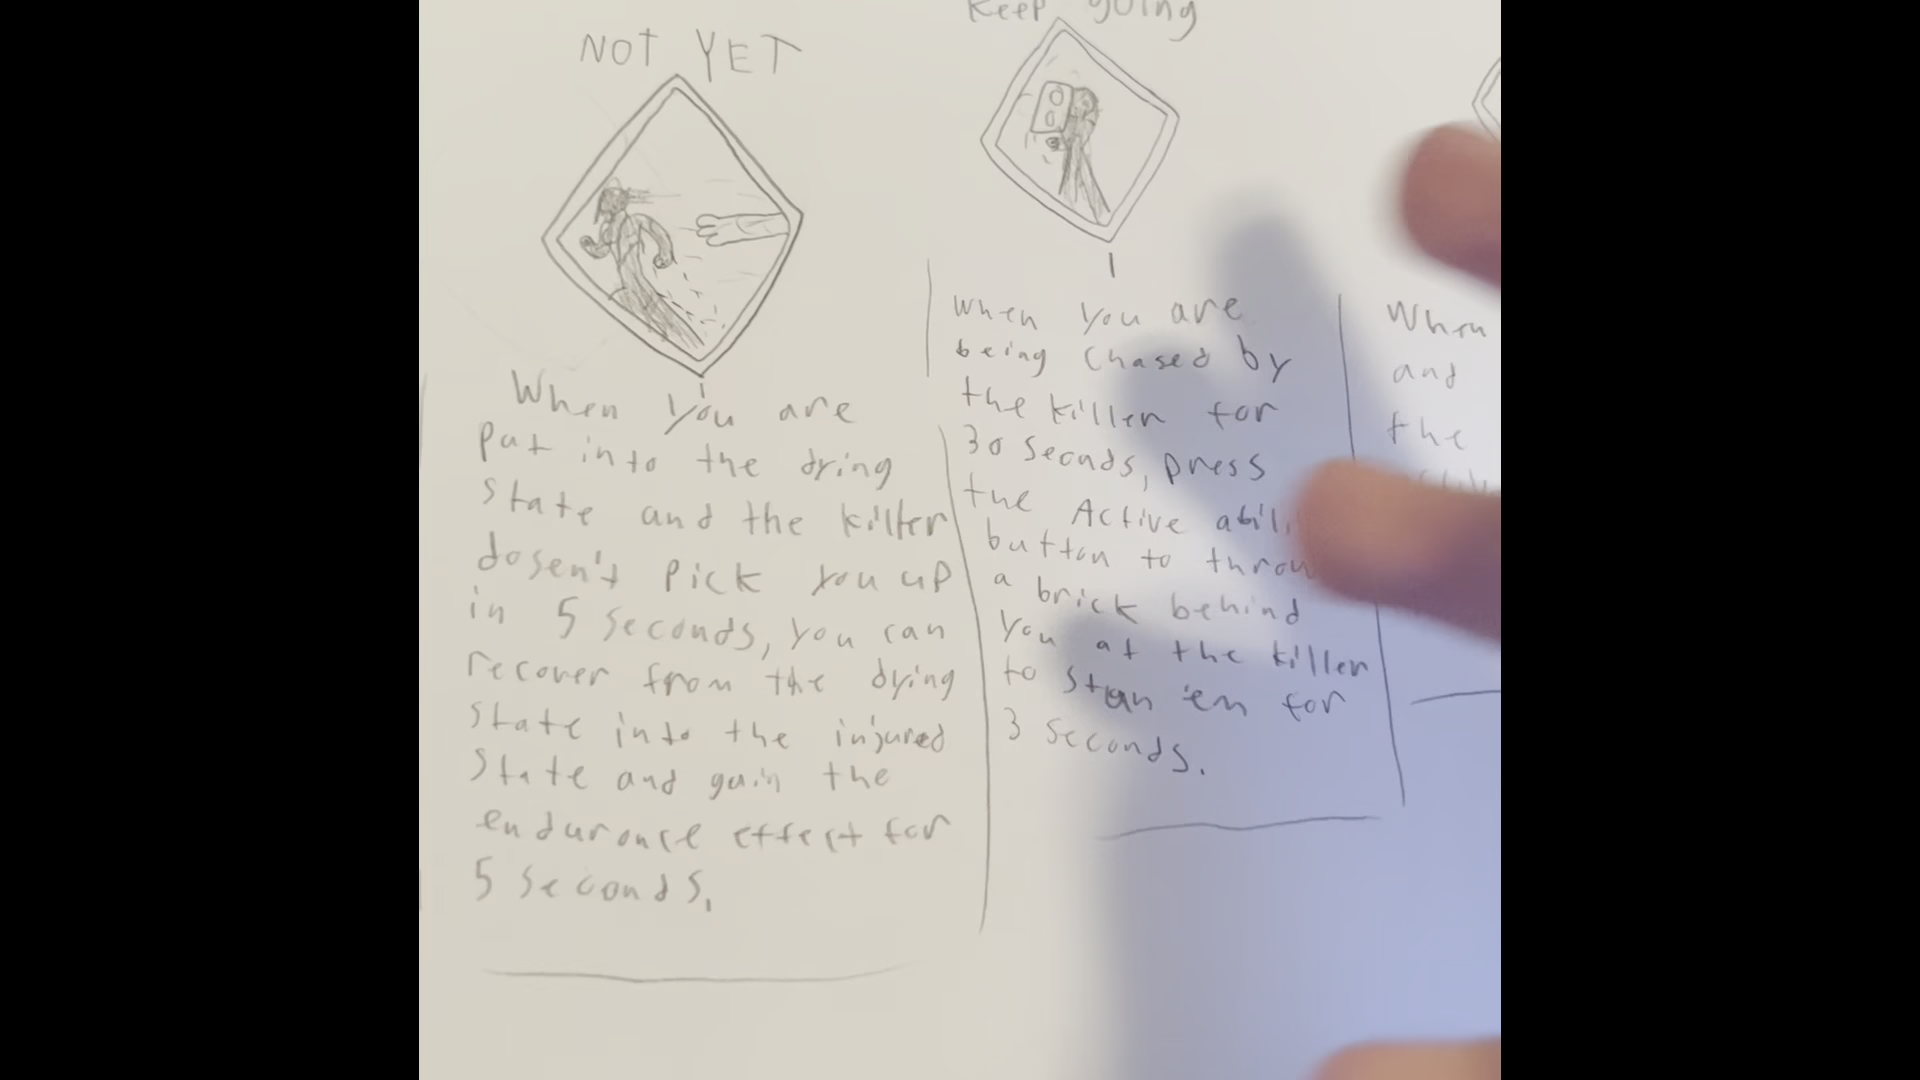 NOT YET
When you are
put into the dring
state and the killer
dosen't pick you up
in 5 seconds, you can
recover from the dying
state into the injured
state and gain the
endurance effect for
5 seconds.
Keep going
When you are
being chased by
the killer for
30 seconds, press
the Active abili
button to throw
a brick behind
you at the killer
to stun 'em for
3 seconds.
When
and
the